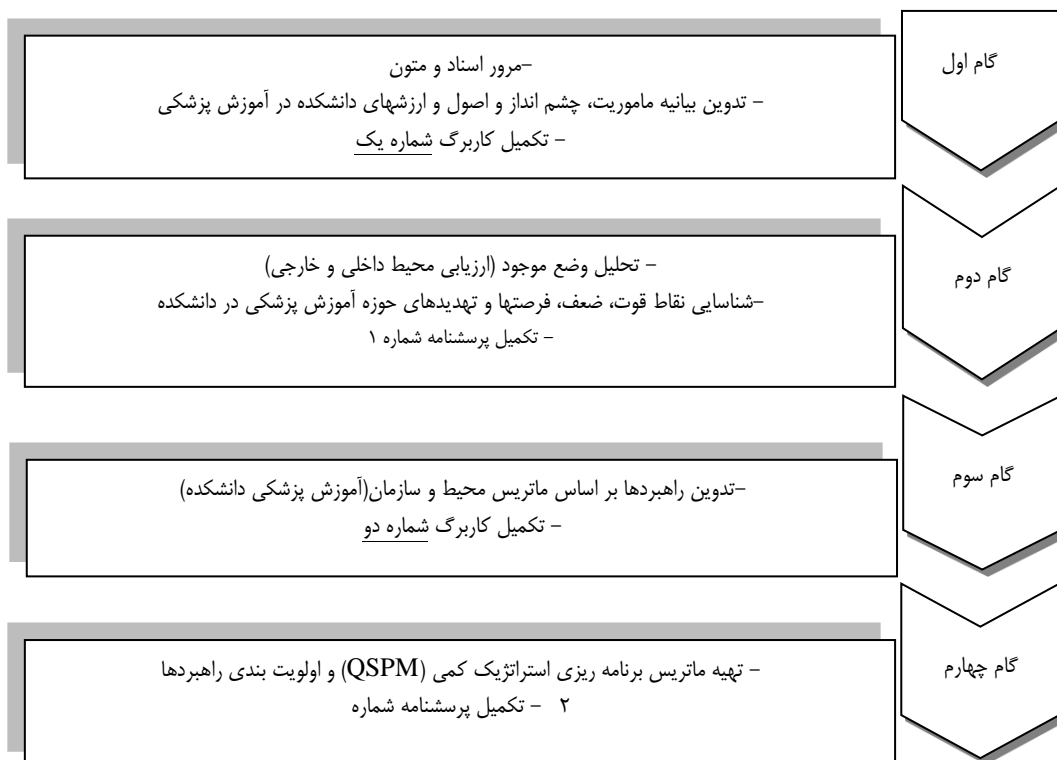 گام اول
-مرور اسناد و متون
- تدوین بیانیه ماموریت، چشم انداز و اصول و ارزشهای دانشکده در آموزش پزشکی
- تکمیل کاربرگ شماره یک
گام دوم
- تحلیل وضع موجود (ارزیابی محیط داخلی و خارجی)
-شناسایی نقاط قوت، ضعف، فرصتها و تهدیدهای حوزه آموزش پزشکی در دانشکده
- تکمیل پرسشنامه شماره ۱
گام سوم
-تدوین راهبردها بر اساس ماتریس محیط و سازمان(آموزش پزشکی دانشکده)
- تکمیل کاربرگ شماره دو
گام چهارم
- تهیه ماتریس برنامه ریزی استراتژیک کمی (QSPM) و اولویت بندی راهبردها
۲ - تکمیل پرسشنامه شماره